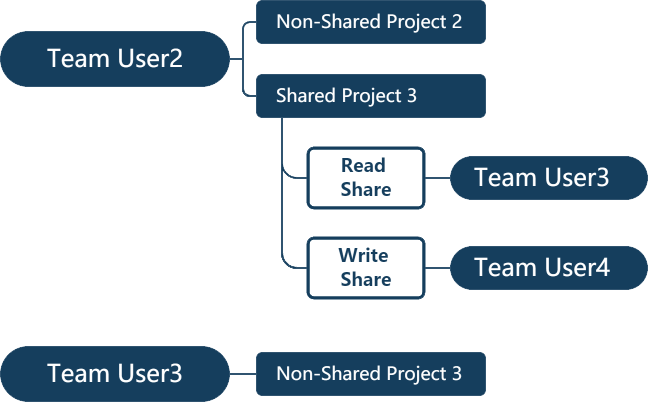 Non-Shared Project 2
Team User2
Shared Project 3
Read
Share
Team User3
Write
Share
Team User4
Team User3
Non-Shared Project 3